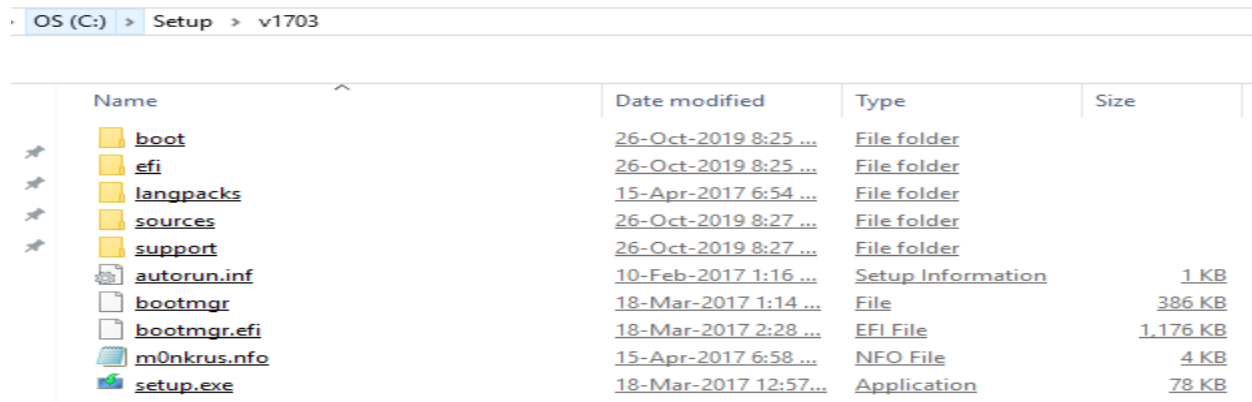 OS (C:) > Setup > v1703
Name Date modified Type Size
boot 26-Oct-2019 8:25 ... File folder
efi 26-Oct-2019 8:25 ... File folder
langpacks 15-Apr-2017 6:54 ... File folder
sources 26-Oct-2019 8:27 ... File folder
support 26-Oct-2019 8:27 ... File folder
autorun.inf 10-Feb-2017 1:16 ... Setup Information 1 KB
bootmgr 18-Mar-2017 1:14 ... File 386 KB
bootmgr.efi 18-Mar-2017 2:28 ... EFI File 1,176 KB
m0nkrus.nfo 15-Apr-2017 6:58 ... NFO File 4 KB
setup.exe 18-Mar-2017 12:57... Application 78 KB